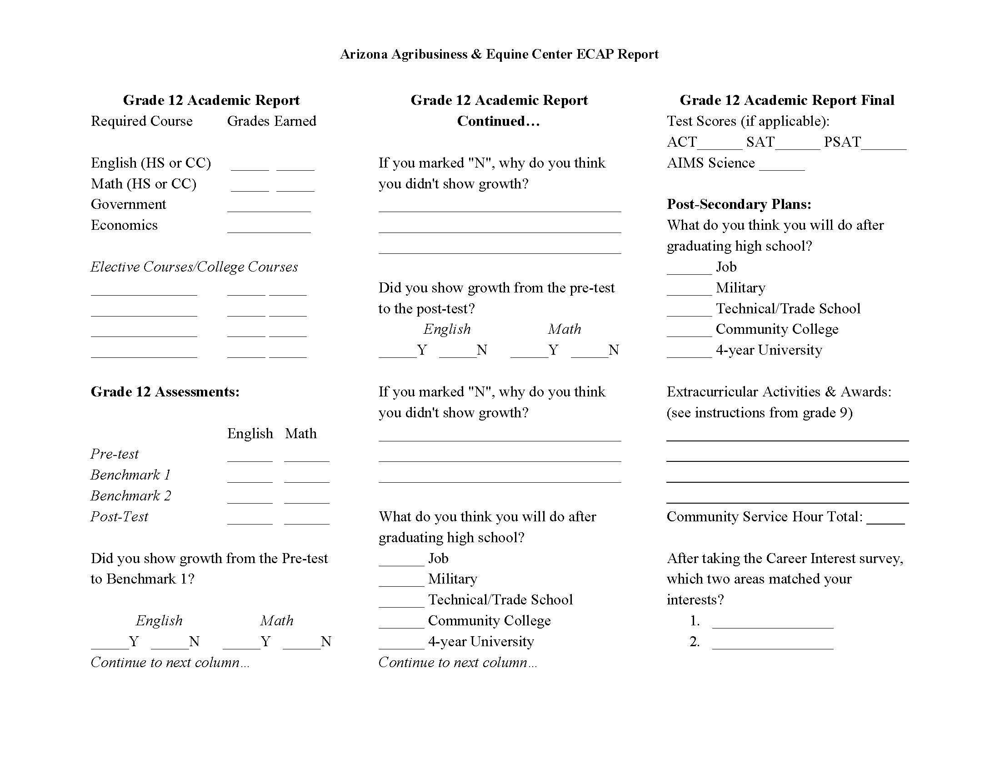 Arizona Agribusiness & Equine Center ECAP Report
Grade 12 Academic Report
Required Course Grades Earned
English (HS or CC) _____ _____
Math (HS or CC) _____ _____
Government ___________
Economics ___________
Elective Courses/College Courses
______________ _____ _____
______________ _____ _____
______________ _____ _____
______________ _____ _____
Grade 12 Assessments:
English Math
Pre-test ______ ______
Benchmark 1 ______ ______
Benchmark 2 ______ ______
Post-Test ______ ______
Did you show growth from the Pre-test
to Benchmark 1?
English Math
_____Y _____N _____Y _____N
Continue to next column…
Grade 12 Academic Report
Continued…
If you marked "N", why do you think
you didn't show growth?
________________________________
________________________________
________________________________
Did you show growth from the pre-test
to the post-test?
English Math
_____Y _____N _____Y _____N
If you marked "N", why do you think
you didn't show growth?
________________________________
________________________________
________________________________
What do you think you will do after
graduating high school?
______ Job
______ Military
______ Technical/Trade School
______ Community College
______ 4-year University
Continue to next column…
Grade 12 Academic Report Final
Test Scores (if applicable):
ACT______ SAT______ PSAT______
AIMS Science ______
Post-Secondary Plans:
What do you think you will do after
graduating high school?
______ Job
______ Military
______ Technical/Trade School
______ Community College
______ 4-year University
Extracurricular Activities & Awards:
(see instructions from grade 9)
________________________________
________________________________
________________________________
________________________________
Community Service Hour Total: _____
After taking the Career Interest survey,
which two areas matched your
interests?
1. ________________
2. ________________